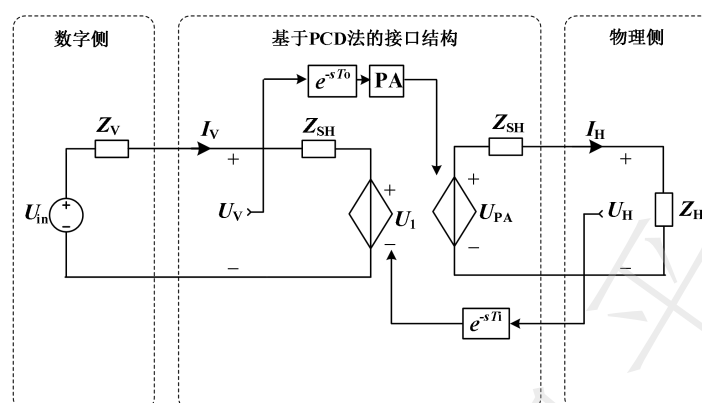 数字侧
基于PCD法的接口结构
物理侧
e^{-sTo}
PA
Z_V
I_V
Z_SH
Z_SH
I_H
+
+
+
+
+
U_in
U_V
U_1
U_PA
U_H
Z_H
−
−
−
−
−
e^{-sTi}